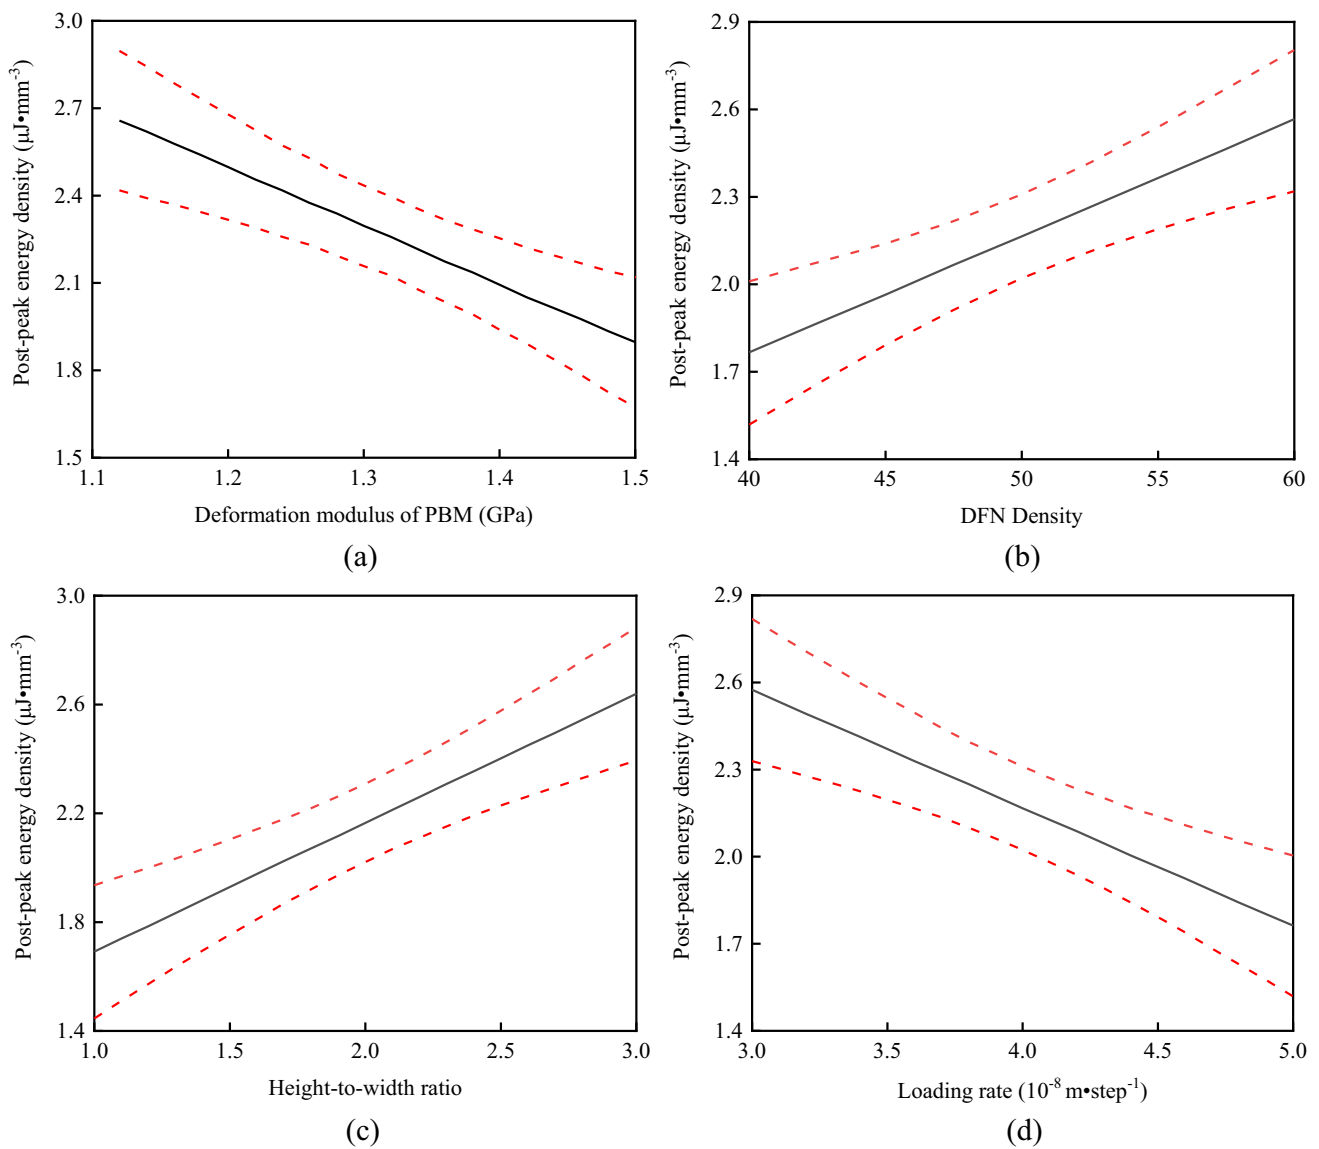 3.0
2.7
2.4
2.1
1.8
1.5
Post-peak energy density (μJ•mm-3)
1.1 1.2 1.3 1.4 1.5
Deformation modulus of PBM (GPa)
(a)
2.9
2.6
2.3
2.0
1.7
1.4
Post-peak energy density (μJ•mm-3)
40 45 50 55 60
DFN Density
(b)
3.0
2.6
2.2
1.8
1.4
Post-peak energy density (μJ•mm-3)
1.0 1.5 2.0 2.5 3.0
Height-to-width ratio
(c)
2.9
2.6
2.3
2.0
1.7
1.4
Post-peak energy density (μJ•mm-3)
3.0 3.5 4.0 4.5 5.0
Loading rate (10-8 m•step-1)
(d)